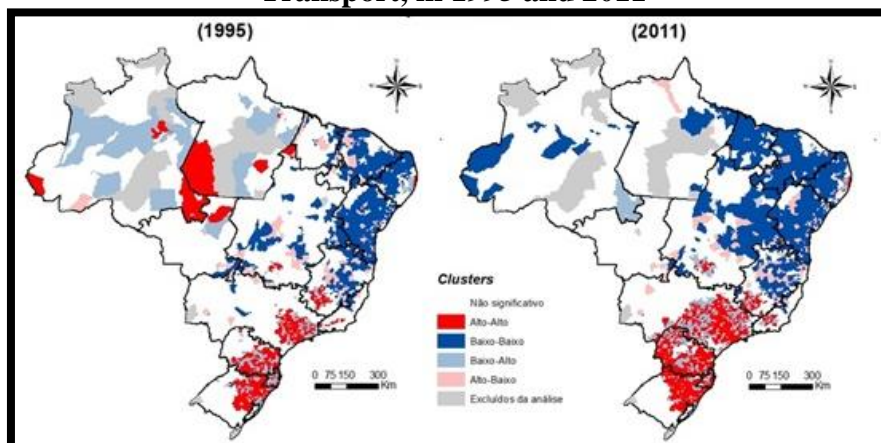 Transport, in 1995 and 2011
(1995)
(2011)
Clusters
Não significativo
Alto-Alto
Baixo-Baixo
Baixo-Alto
Alto-Baixo
Excluídos da análise
0 75 150 300
Km
0 75 150 300
Km